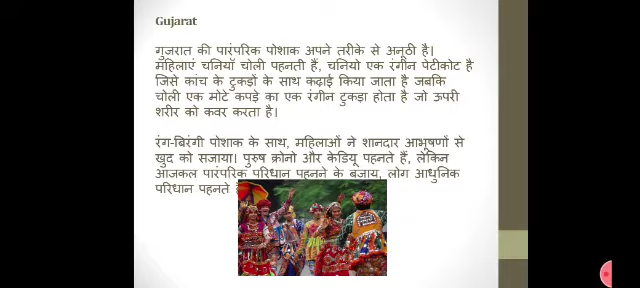 Gujarat
गुजरात की पारंपरिक पोशाक अपने तरीके से अनूठी है।
महिलाएं चनियाँ चोली पहनती हैं, चनियो एक रंगीन पेटीकोट है
जिसे कांच के टुकड़ों के साथ कढ़ाई किया जाता है जबकि
चोली एक मोटे कपड़े का एक रंगीन टुकड़ा होता है जो ऊपरी
शरीर को कवर करता है।
रंग-बिरंगी पोशाक के साथ, महिलाओं ने शानदार आभूषणों से
खुद को सजाया। पुरुष क्रोनो और केडियू पहनते हैं, लेकिन
आजकल पारंपरिक परिधान पहनने के बजाय, लोग आधुनिक
परिधान पहनते